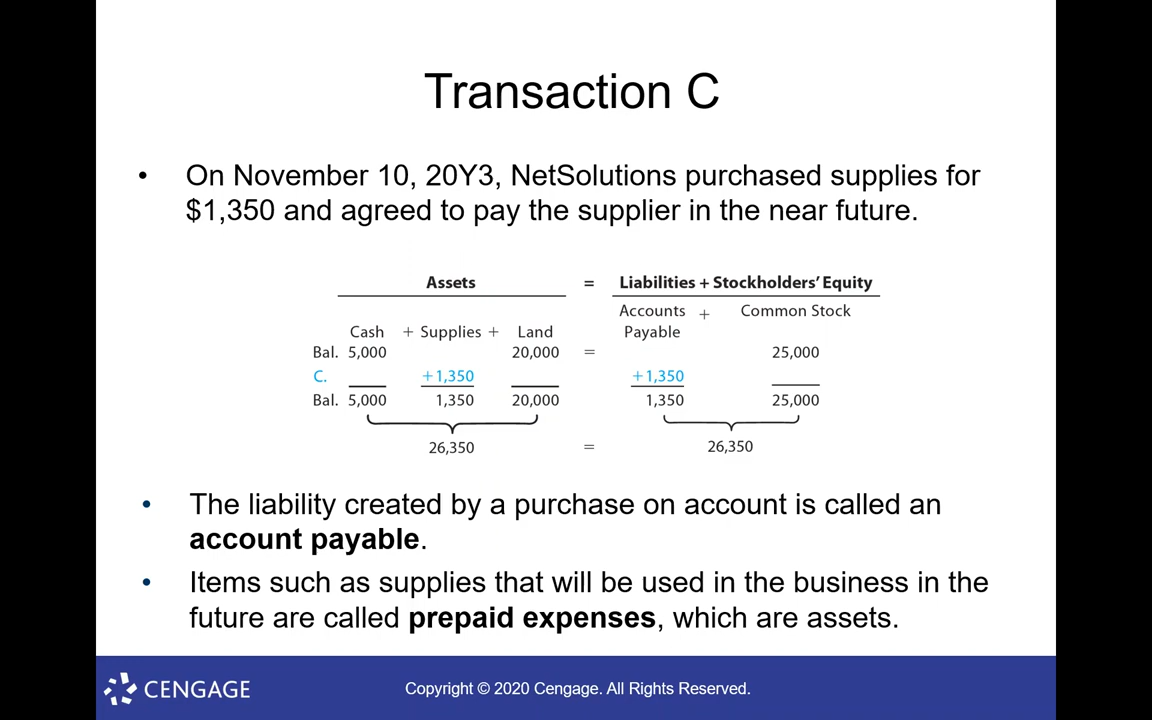 Transaction C
• On November 10, 20Y3, NetSolutions purchased supplies for
$1,350 and agreed to pay the supplier in the near future.
Assets = Liabilities + Stockholders’ Equity
Accounts + Common Stock
Cash + Supplies + Land Payable
Bal. 5,000 20,000 = 25,000
C. +1,350 +1,350
Bal. 5,000 1,350 20,000 1,350 25,000
26,350 = 26,350
• The liability created by a purchase on account is called an
account payable.
• Items such as supplies that will be used in the business in the
future are called prepaid expenses, which are assets.
CENGAGE Copyright © 2020 Cengage. All Rights Reserved.